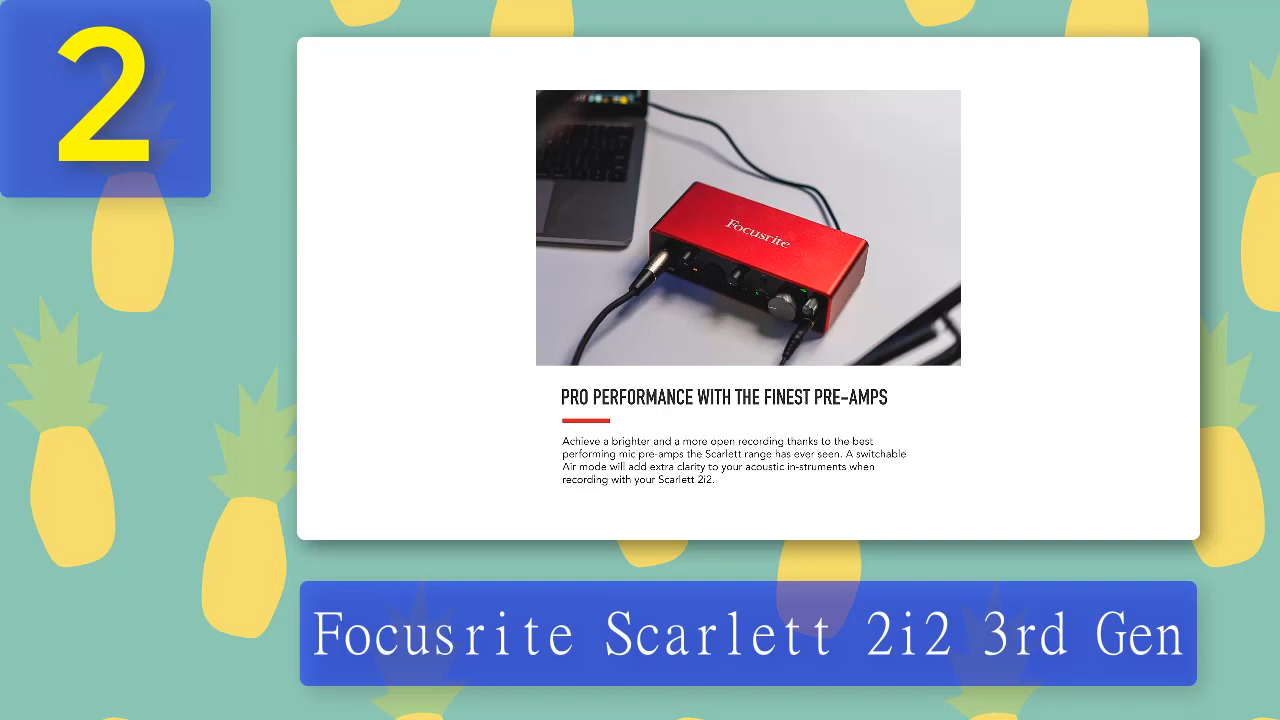 2
Focusrite
PRO PERFORMANCE WITH THE FINEST PRE-AMPS
Achieve a brighter and a more open recording thanks to the best
performing mic pre-amps the Scarlett range has ever seen. A switchable
Air mode will add extra clarity to your acoustic in-struments when
recording with your Scarlett 2i2.
Focusrite Scarlett 2i2 3rd Gen